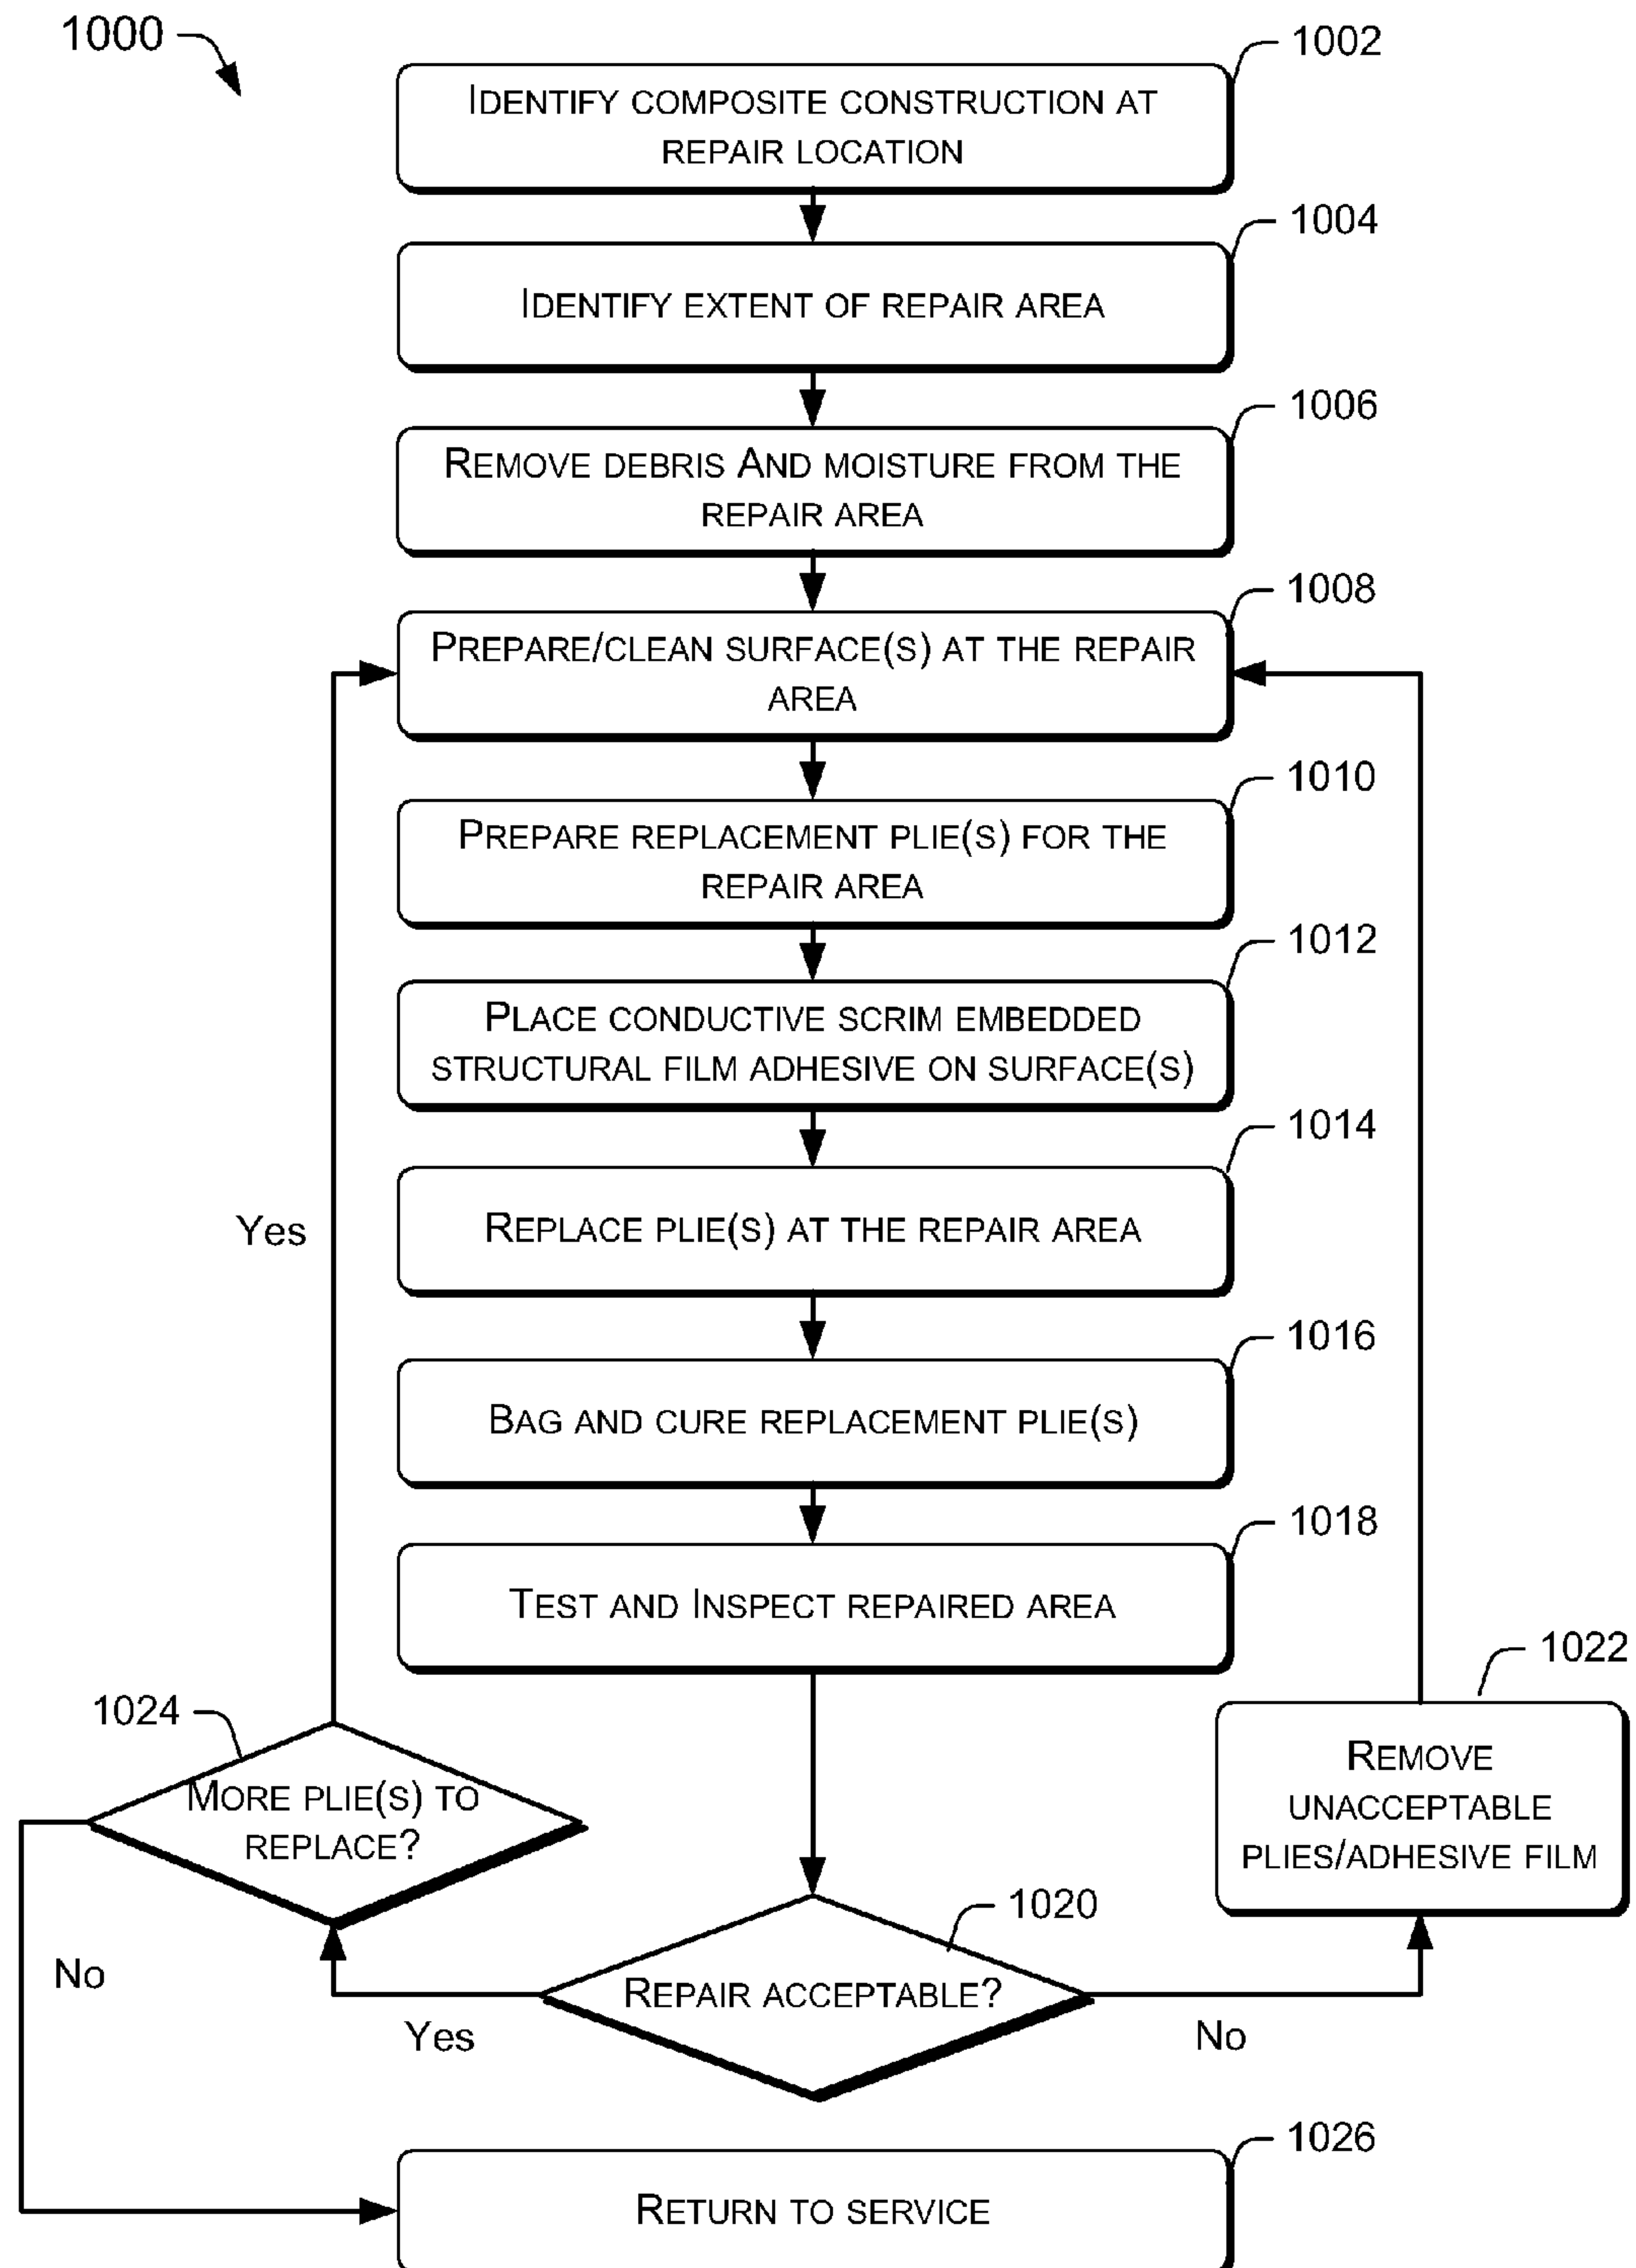 1000
1002
IDENTIFY COMPOSITE CONSTRUCTION AT
REPAIR LOCATION
1004
IDENTIFY EXTENT OF REPAIR AREA
1006
REMOVE DEBRIS AND MOISTURE FROM THE
REPAIR AREA
1008
PREPARE/CLEAN SURFACE(S) AT THE REPAIR
AREA
1010
PREPARE REPLACEMENT PLIE(S) FOR THE
REPAIR AREA
1012
PLACE CONDUCTIVE SCRIM EMBEDDED
STRUCTURAL FILM ADHESIVE ON SURFACE(S)
1014
REPLACE PLIE(S) AT THE REPAIR AREA
Yes
1016
BAG AND CURE REPLACEMENT PLIE(S)
1018
TEST AND INSPECT REPAIRED AREA
1022
REMOVE
UNACCEPTABLE
PLIES/ADHESIVE FILM
1024
MORE PLIE(S) TO
REPLACE?
1020
REPAIR ACCEPTABLE?
No
Yes
No
1026
RETURN TO SERVICE